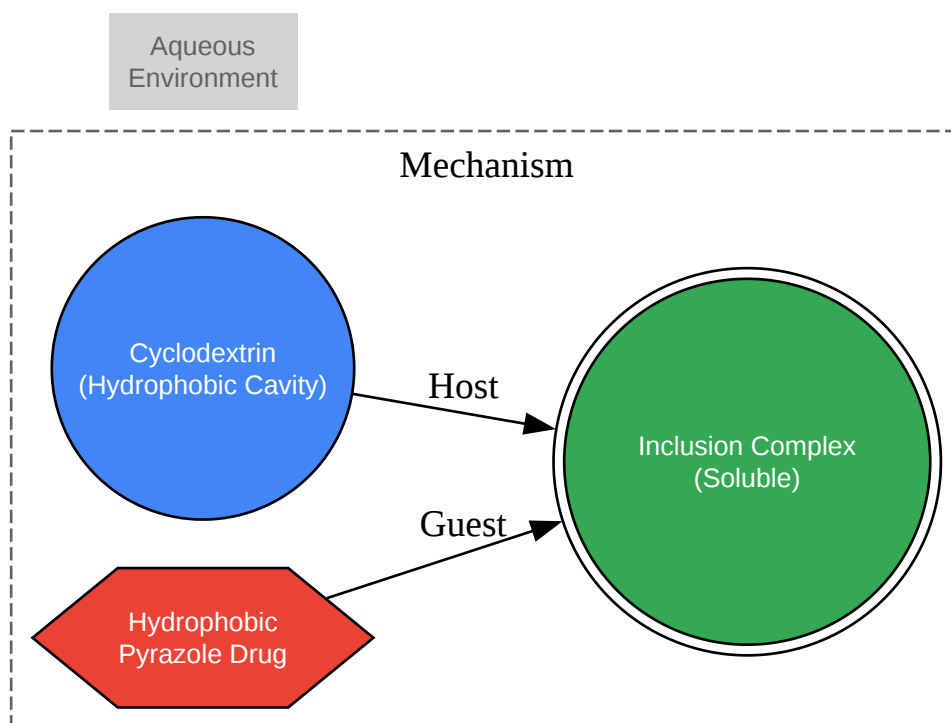 Aqueous
Environment
Mechanism
Cyclodextrin
(Hydrophobic Cavity)
Host
Inclusion Complex
(Soluble)
Guest
Hydrophobic
Pyrazole Drug